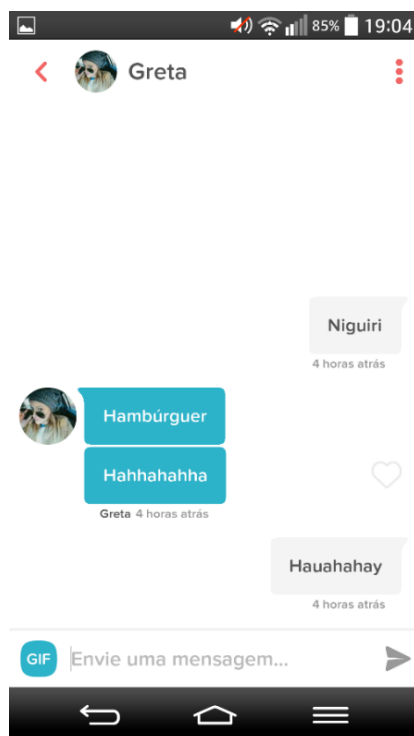 85% 19:04
Greta
Niguiri
4 horas atrás
Hambúrguer
Hahhahahha
Greta 4 horas atrás
Hauahahay
4 horas atrás
GIF Envie uma mensagem...